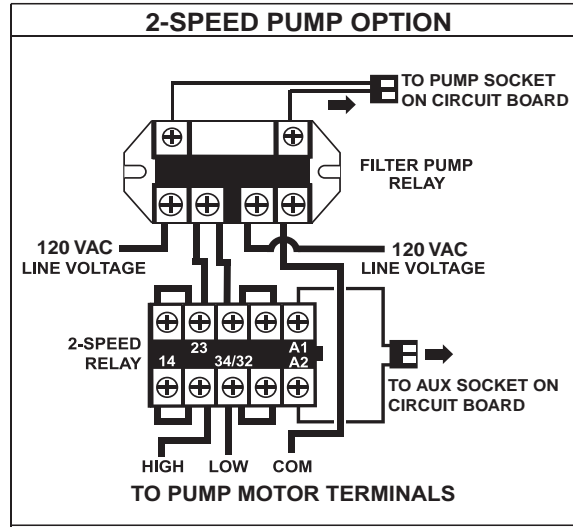 2-SPEED PUMP OPTION
TO PUMP SOCKET
ON CIRCUIT BOARD
FILTER PUMP
RELAY
120 VAC
LINE VOLTAGE
120 VAC
LINE VOLTAGE
2-SPEED
RELAY
23
A1
14
34/32
A2
TO AUX SOCKET ON
CIRCUIT BOARD
HIGH
LOW
COM
TO PUMP MOTOR TERMINALS